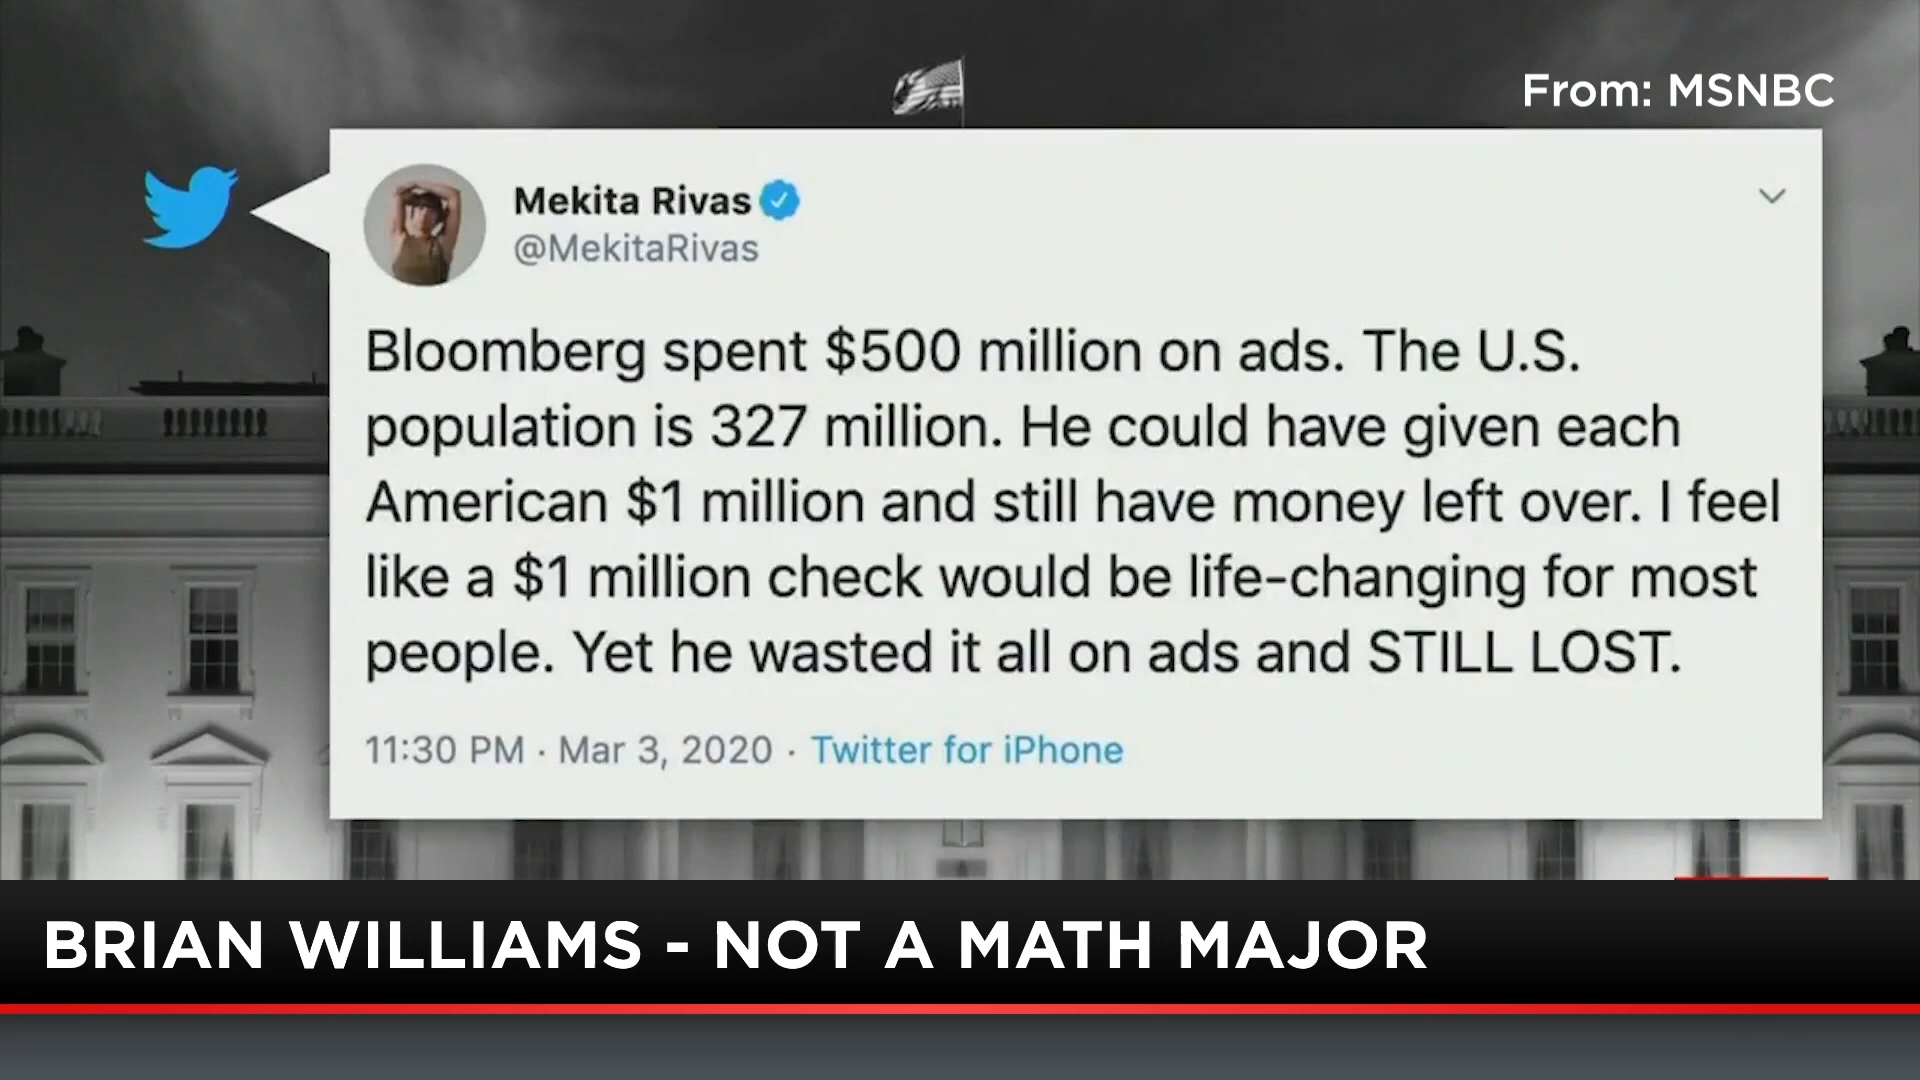 From: MSNBC
Mekita Rivas
@MekitaRivas
Bloomberg spent $500 million on ads. The U.S.
population is 327 million. He could have given each
American $1 million and still have money left over. I feel
like a $1 million check would be life-changing for most
people. Yet he wasted it all on ads and STILL LOST.
11:30 PM · Mar 3, 2020 · Twitter for iPhone
BRIAN WILLIAMS - NOT A MATH MAJOR